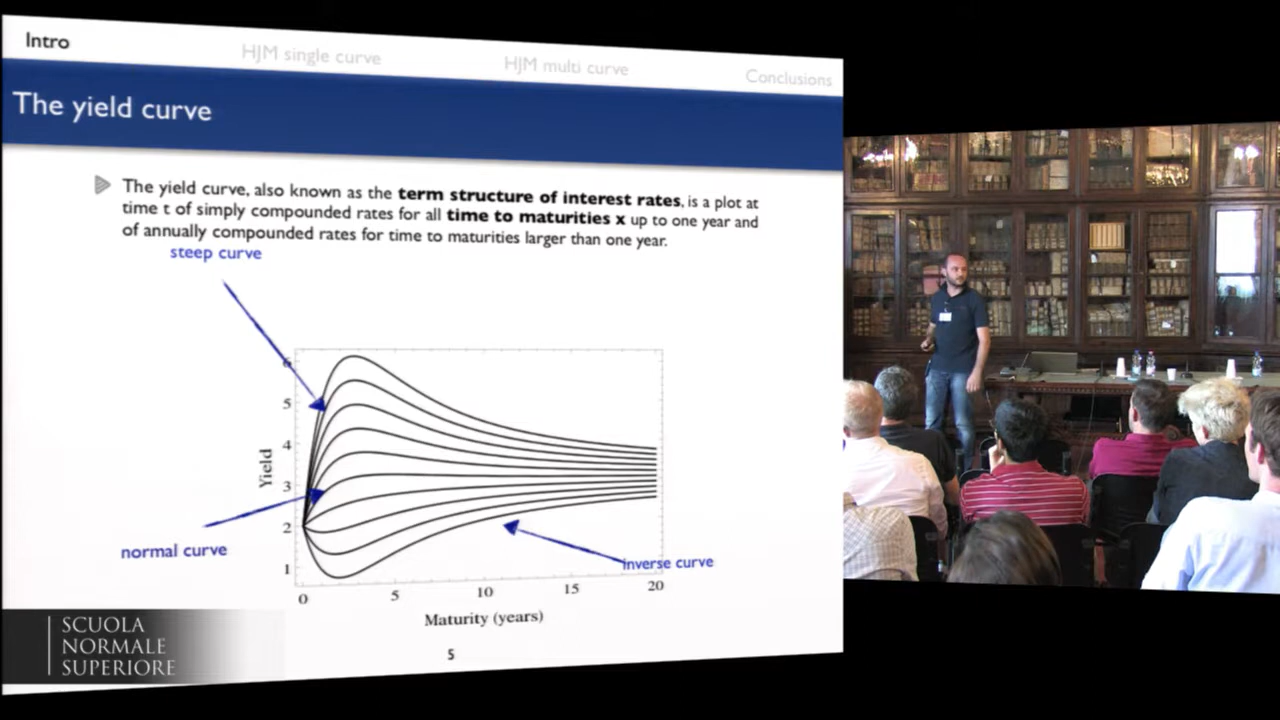 Intro
HJM single curve
HJM multi curve
Conclusions
The yield curve
The yield curve, also known as the term structure of interest rates, is a plot at
time t of simply compounded rates for all time to maturities x up to one year and
of annually compounded rates for time to maturities larger than one year.
steep curve
6
5
4
3
2
1
Yield
normal curve
inverse curve
0 5 10 15 20
Maturity (years)
5
SCUOLA
NORMALE
SUPERIORE